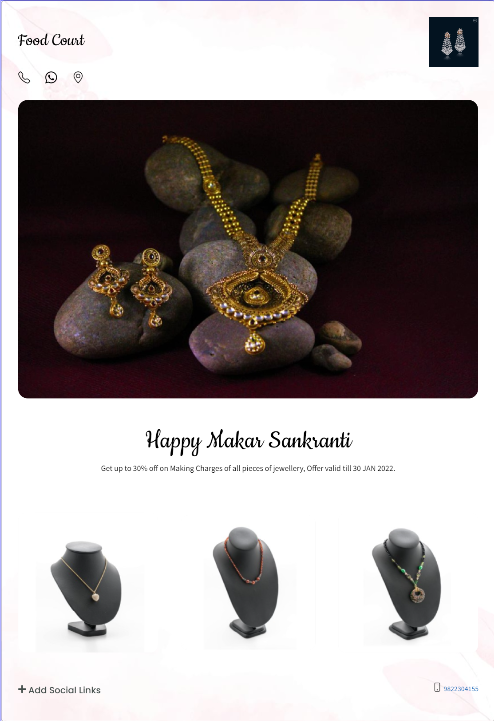 Food Court
Happy Makar Sankranti
Get up to 30% off on Making Charges of all pieces of jewellery, Offer valid till 30 JAN 2022.
+ Add Social Links
9822304155